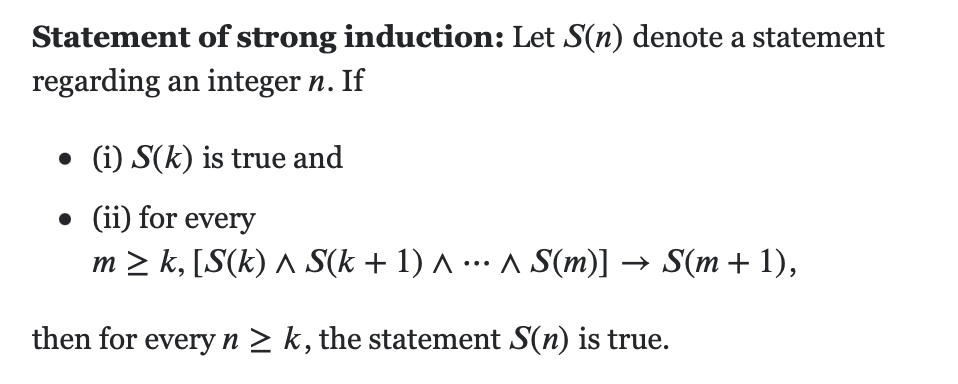 Statement of strong induction: Let S(n) denote a statement
regarding an integer n. If
• (i) S(k) is true and
• (ii) for every
m ≥ k, [S(k) ∧ S(k + 1) ∧ ⋯ ∧ S(m)] → S(m + 1),
then for every n ≥ k, the statement S(n) is true.